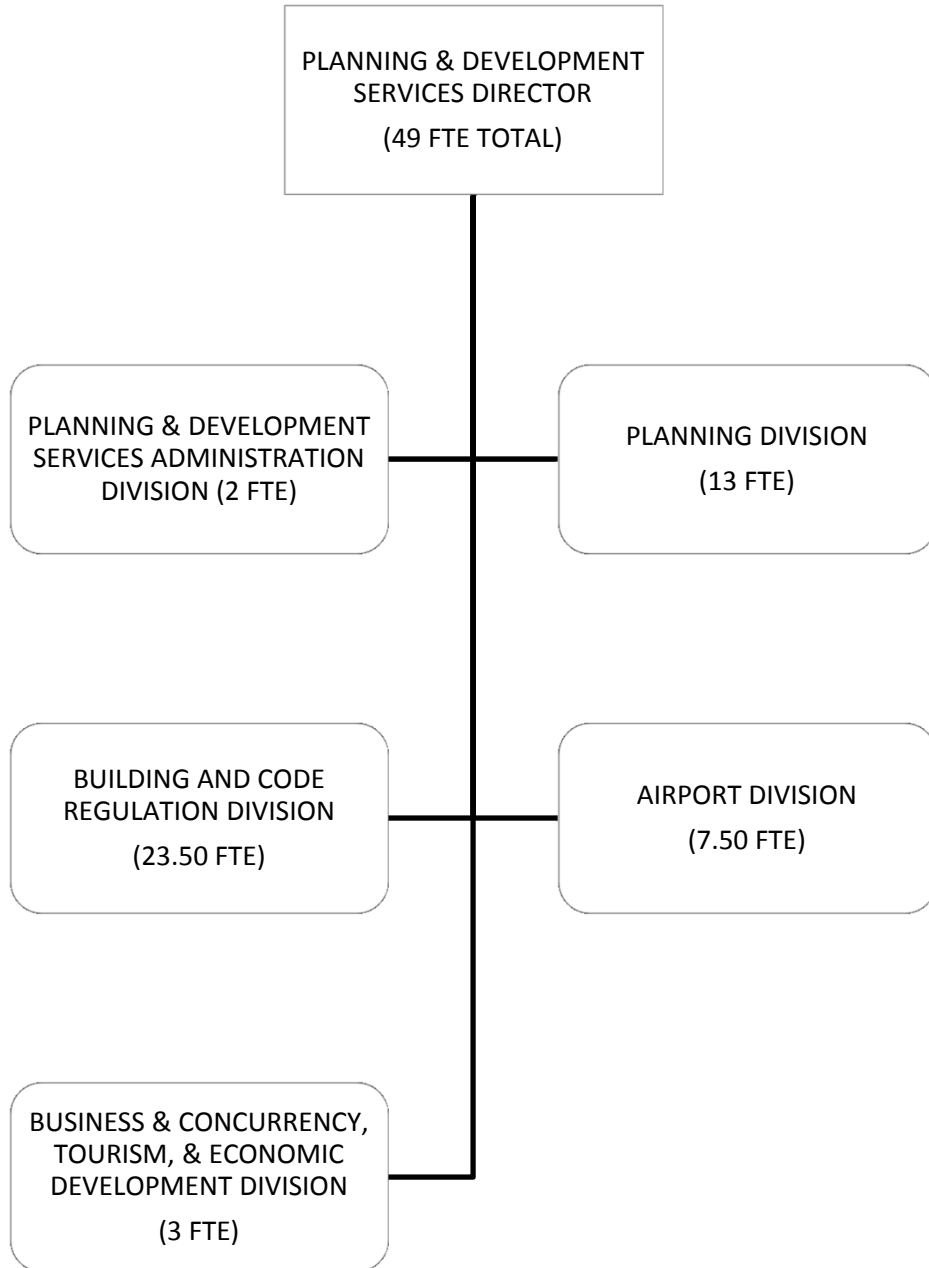 PLANNING & DEVELOPMENT
SERVICES DIRECTOR
(49 FTE TOTAL)
PLANNING & DEVELOPMENT
SERVICES ADMINISTRATION
DIVISION (2 FTE)
PLANNING DIVISION
(13 FTE)
BUILDING AND CODE
REGULATION DIVISION
(23.50 FTE)
AIRPORT DIVISION
(7.50 FTE)
BUSINESS & CONCURRENCY,
TOURISM, & ECONOMIC
DEVELOPMENT DIVISION
(3 FTE)